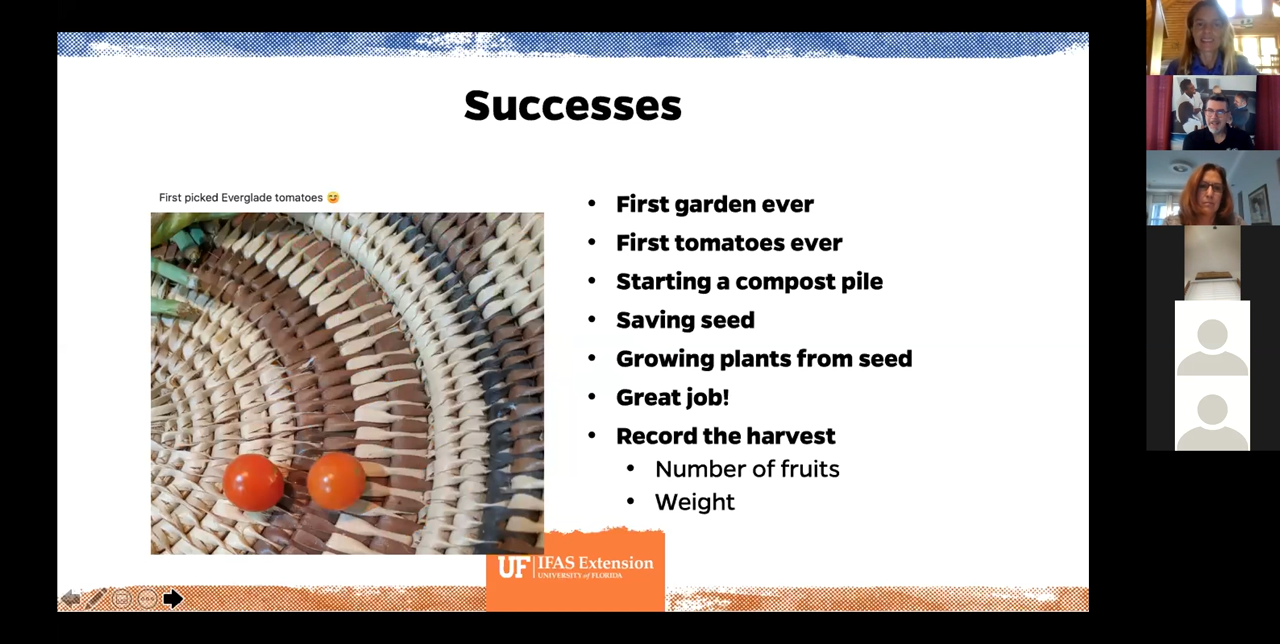 Successes
First picked Everglade tomatoes 😋
First garden ever
First tomatoes ever
Starting a compost pile
Saving seed
Growing plants from seed
Great job!
Record the harvest
Number of fruits
Weight
UF IFAS Extension
UNIVERSITY of FLORIDA